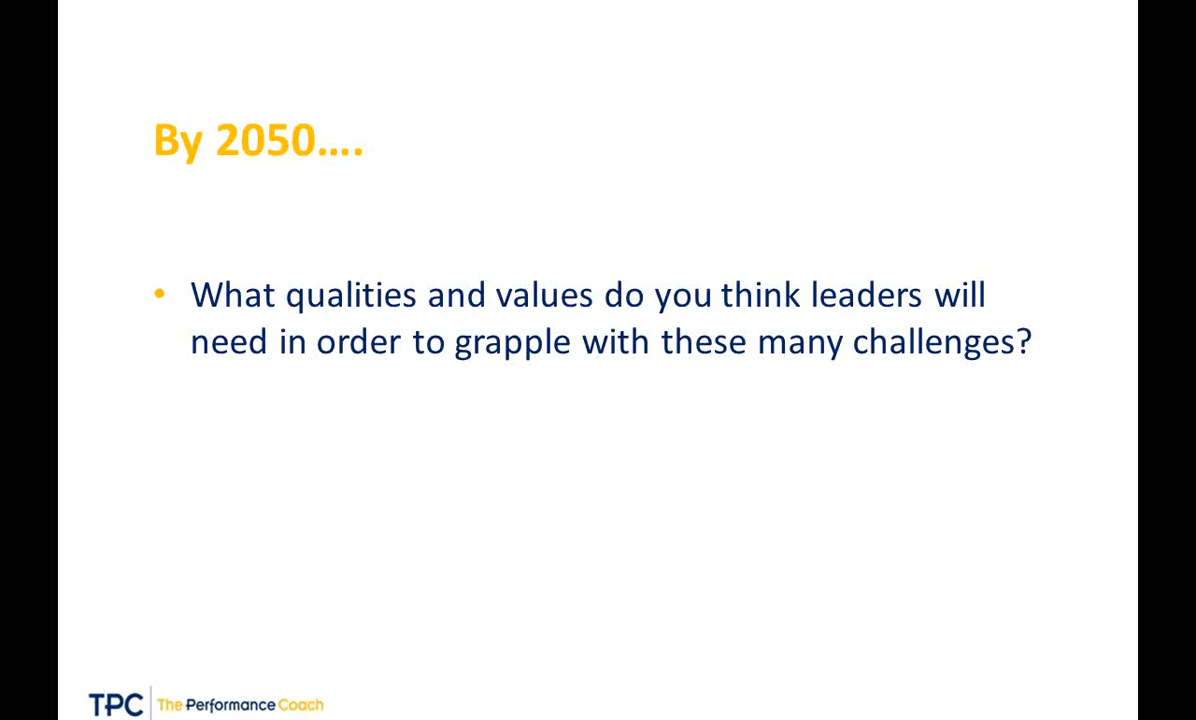 By 2050….
• What qualities and values do you think leaders will
need in order to grapple with these many challenges?
TPC The Performance Coach